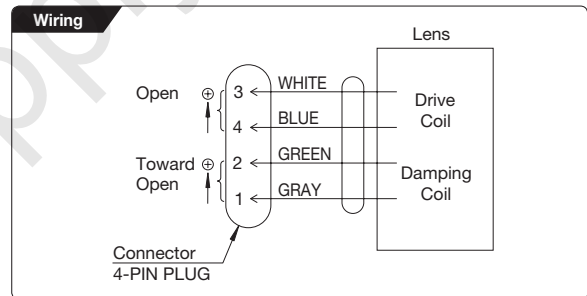 Wiring
Lens
Open ⊕ 3 WHITE
Drive
Coil
4 BLUE
Toward
Open ⊕ 2 GREEN
Damping
Coil
1 GRAY
Connector
4-PIN PLUG